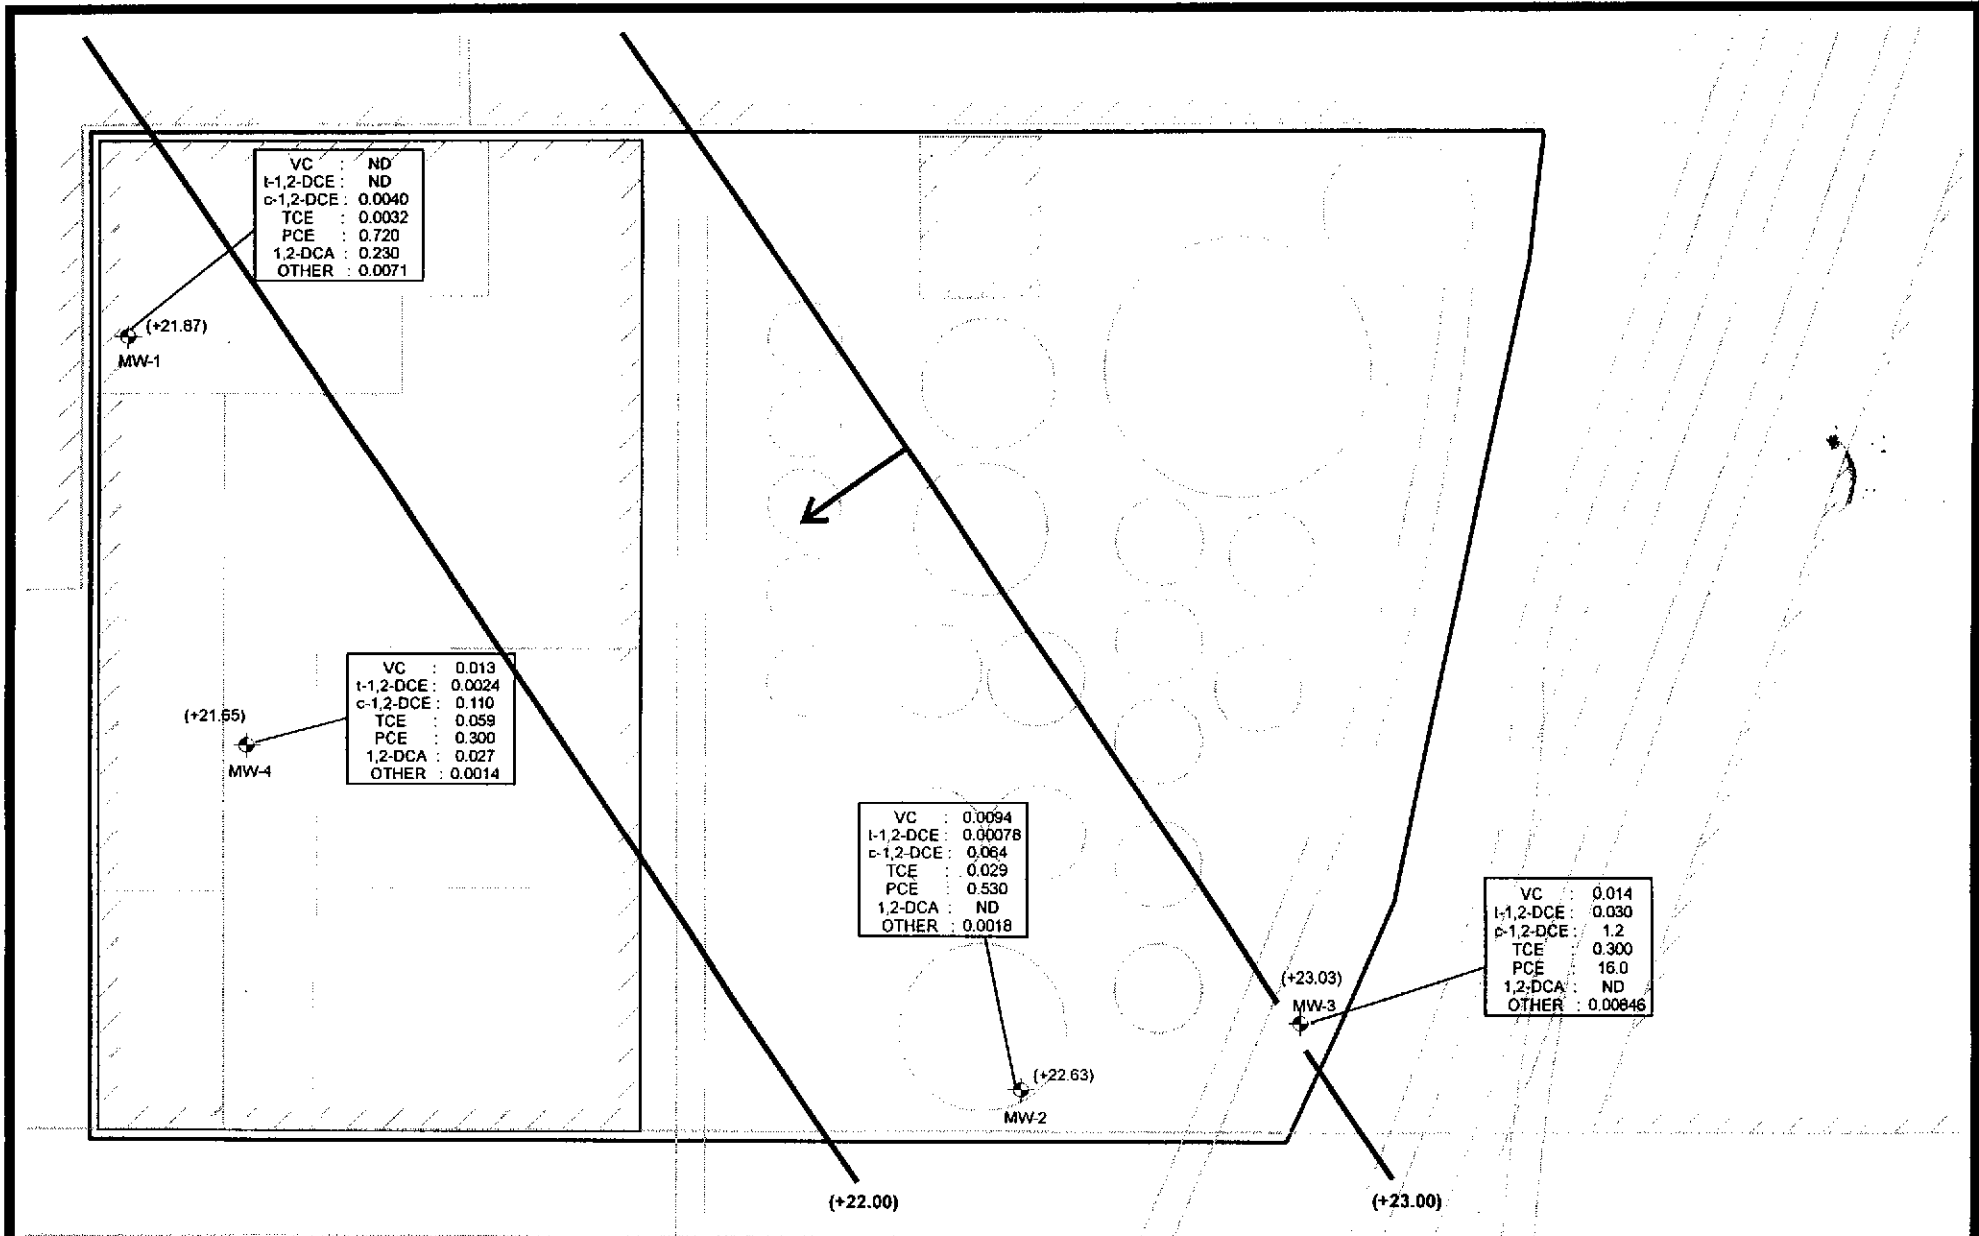 VC : ND
t-1,2-DCE : ND
c-1,2-DCE : 0.0040
TCE : 0.0032
PCE : 0.720
1,2-DCA : 0.230
OTHER : 0.0071
(+21.87)
MW-1
VC : 0.013
t-1,2-DCE : 0.0024
c-1,2-DCE : 0.110
TCE : 0.059
PCE : 0.300
1,2-DCA : 0.027
OTHER : 0.0014
(+21.65)
MW-4
VC : 0.0094
t-1,2-DCE : 0.00078
c-1,2-DCE : 0.064
TCE : 0.029
PCE : 0.530
1,2-DCA : ND
OTHER : 0.0018
(+22.63)
MW-2
VC : 0.014
t-1,2-DCE : 0.030
c-1,2-DCE : 1.2
TCE : 0.300
PCE : 16.0
1,2-DCA : ND
OTHER :
(+23.03)
MW-3
(+22.00)
(+23.00)